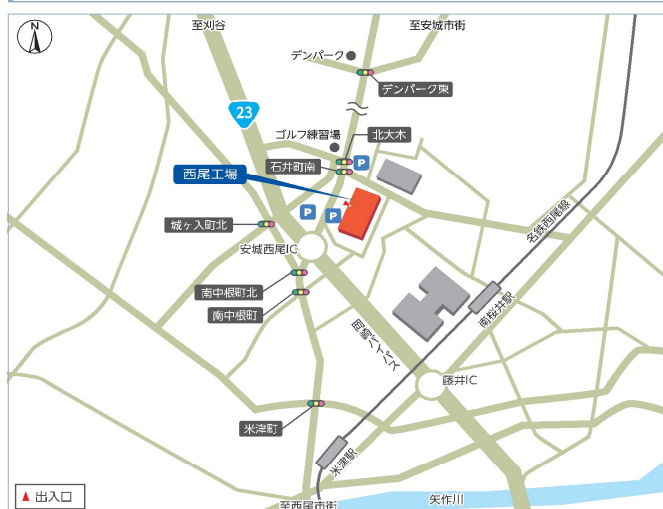 N
至刈谷
至安城市街
デンパーク
デンパーク東
23
ゴルフ練習場
北大木
P
石井町南
西尾工場
P
P
城ヶ入町北
名鉄西尾線
安城西尾IC
南中根町北
南中根町
南桜井駅
岡崎バイパス
藤井IC
米津町
米津駅
出入口
至西尾市街
矢作川